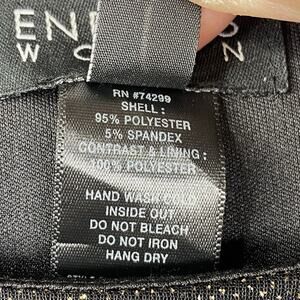 EN
W N
RN #74299
SHELL :
95% POLYESTER
5% SPANDEX
CONTRAST & LINING :
100% POLYESTER
HAND WASH COLD
INSIDE OUT
DO NOT BLEACH
DO NOT IRON
HANG DRY